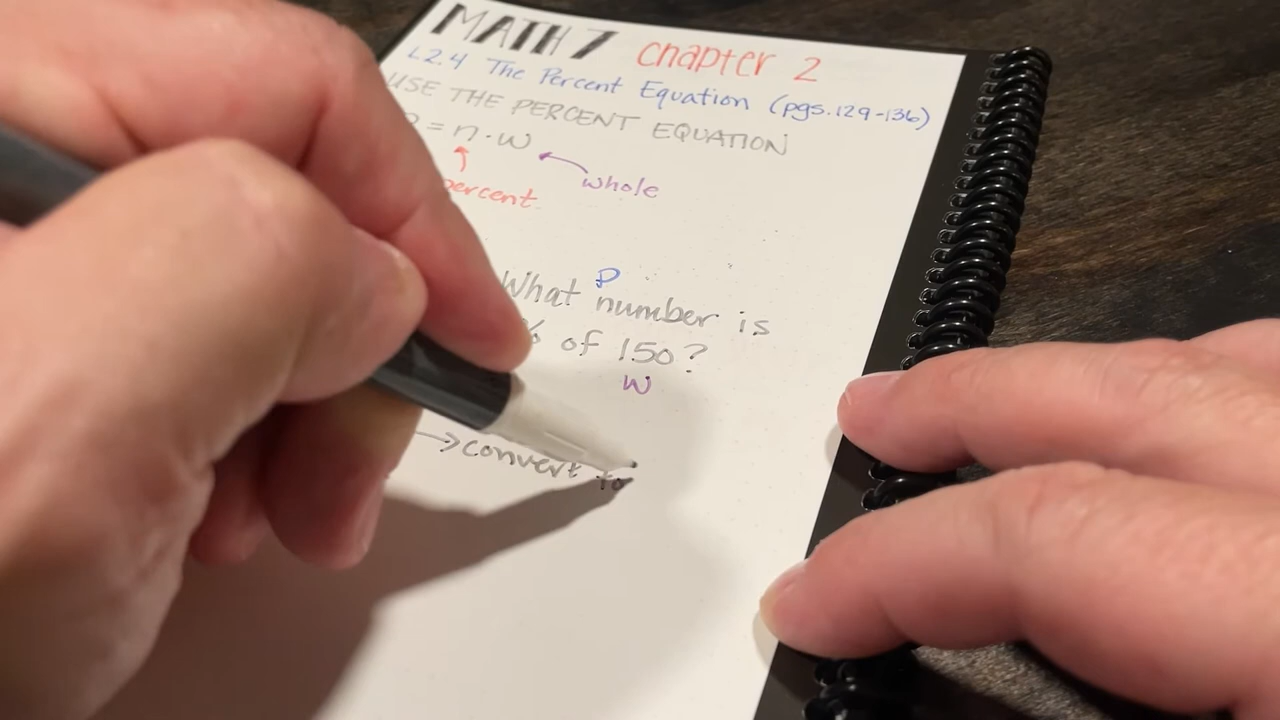 MATH 7 chapter 2
L2.4 The Percent Equation (pgs.129-136)
USE THE PERCENT EQUATION
p = n · w
percent
whole
P
What number is
% of 150?
w
→convert to